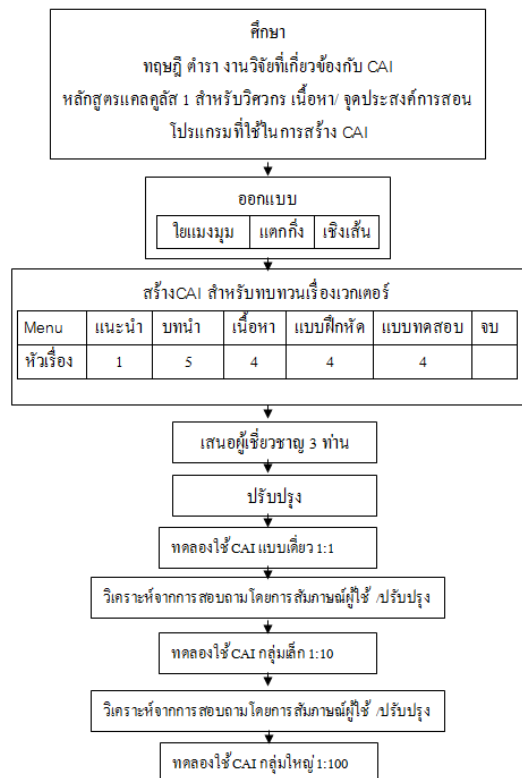 ศึกษา
ทฤษฎี ตำรา งานวิจัยที่เกี่ยวข้องกับ CAI
หลักสูตรแคลคูลัส 1 สำหรับวิศวกร เนื้อหา/ จุดประสงค์การสอน
โปรแกรมที่ใช้ในการสร้าง CAI
ออกแบบ
ใยแมงมุม แตกกิ่ง เชิงเส้น
สร้างCAI สำหรับทบทวนเรื่องเวกเตอร์
Menu แนะนำ บทนำ เนื้อหา แบบฝึกหัด แบบทดสอบ จบ
หัวเรื่อง 1 5 4 4 4
เสนอผู้เชี่ยวชาญ 3 ท่าน
ปรับปรุง
ทดลองใช้ CAI แบบเดี่ยว 1:1
วิเคราะห์จากการสอบถามโดยการสัมภาษณ์ผู้ใช้ /ปรับปรุง
ทดลองใช้ CAI กลุ่มเล็ก 1:10
วิเคราะห์จากการสอบถามโดยการสัมภาษณ์ผู้ใช้ /ปรับปรุง
ทดลองใช้ CAI กลุ่มใหญ่ 1:100